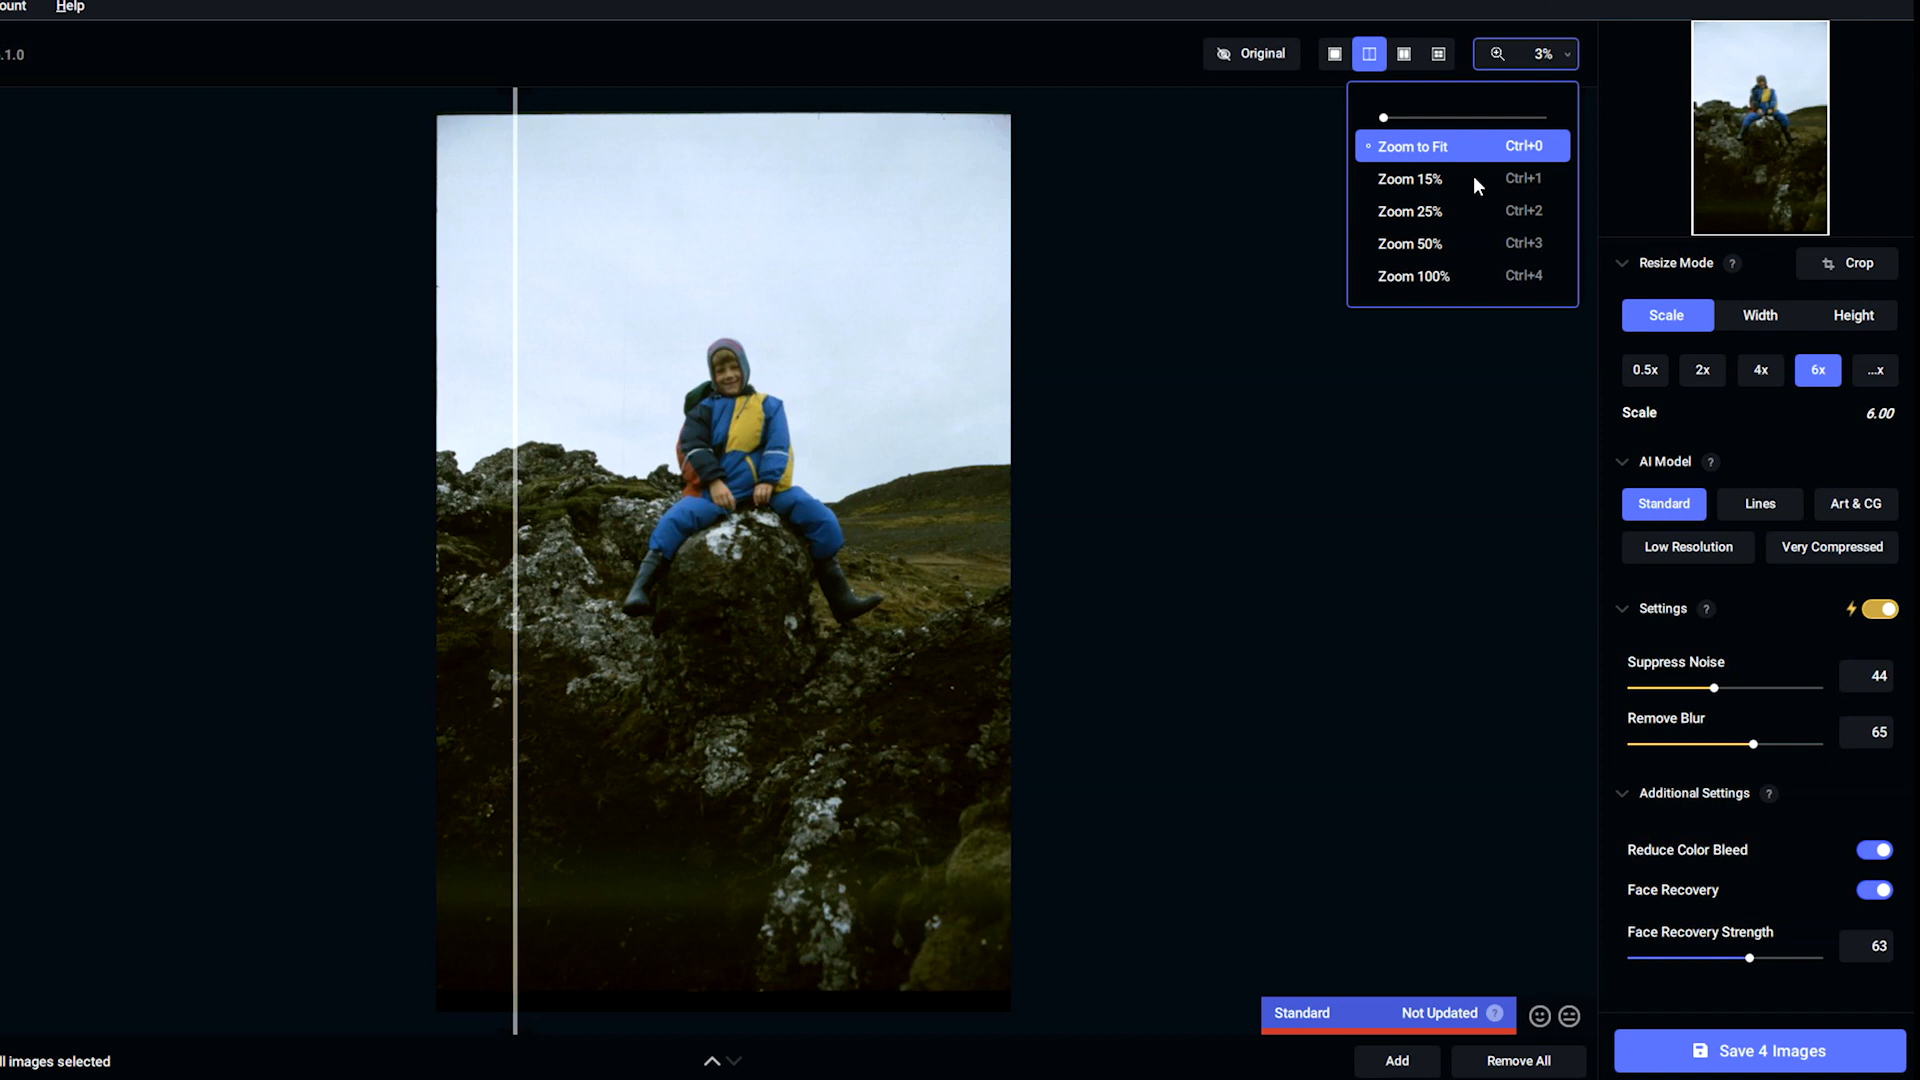 ount Help
.1.0
Original
3%
Zoom to Fit Ctrl+0
Zoom 15% Ctrl+1
Zoom 25% Ctrl+2
Zoom 50% Ctrl+3
Zoom 100% Ctrl+4
Resize Mode ? Crop
Scale Width Height
0.5x 2x 4x 6x ...x
Scale 6.00
AI Model ?
Standard Lines Art & CG
Low Resolution Very Compressed
Settings ?
Suppress Noise 44
Remove Blur 65
Additional Settings ?
Reduce Color Bleed
Face Recovery
Face Recovery Strength 63
Standard Not Updated ?
ll images selected
Add Remove All
Save 4 Images